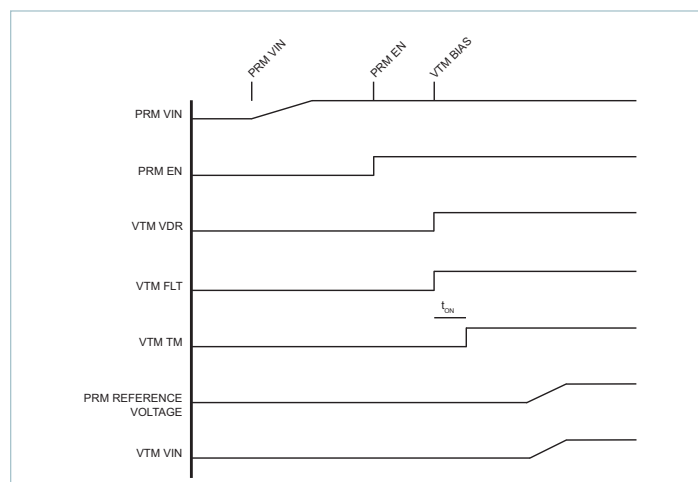 PRM VIN
PRM EN
VTM BIAS
PRM VIN
PRM EN
VTM VDR
VTM FLT
tON
VTM TM
PRM REFERENCE
VOLTAGE
VTM VIN